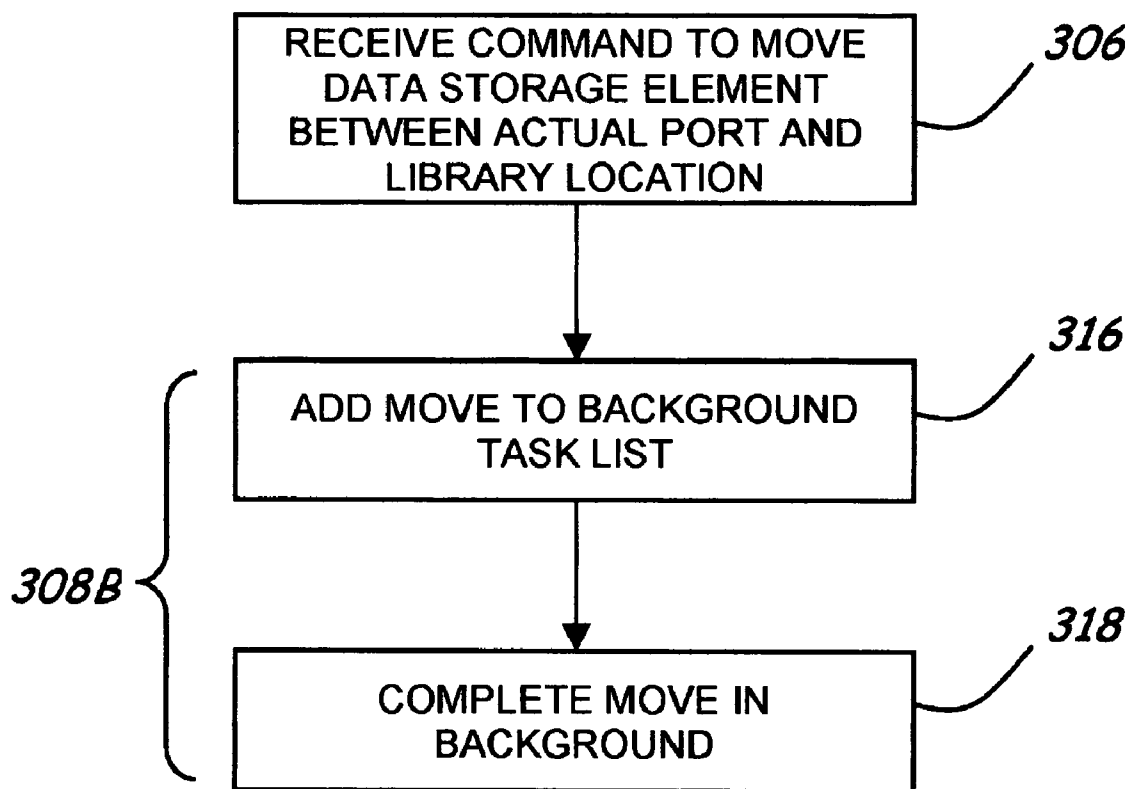 RECEIVE COMMAND TO MOVE
DATA STORAGE ELEMENT
BETWEEN ACTUAL PORT AND
LIBRARY LOCATION
306
316
ADD MOVE TO BACKGROUND
TASK LIST
308B
318
COMPLETE MOVE IN
BACKGROUND